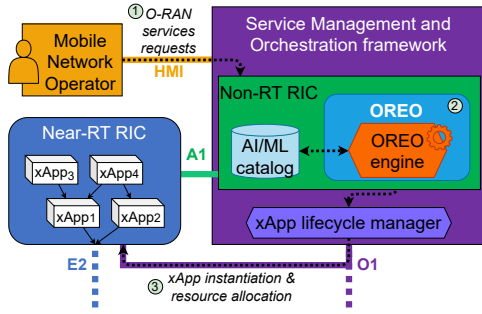 1 O-RAN
services
requests
Mobile
Network
Operator
HMI
Service Management and
Orchestration framework
Non-RT RIC
OREO
2
AI/ML
catalog
OREO
engine
Near-RT RIC
A1
xApp3
xApp4
xApp1
xApp2
xApp lifecycle manager
E2
3 xApp instantiation &
resource allocation
O1